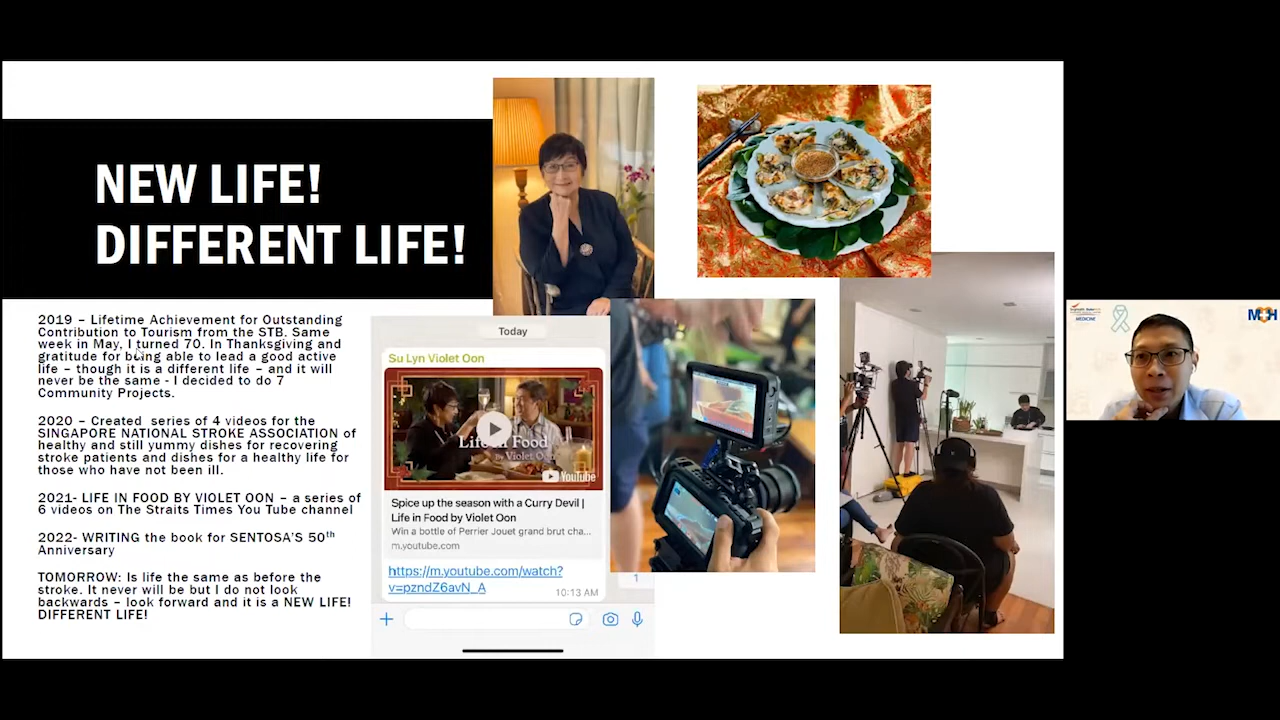 NEW LIFE!
DIFFERENT LIFE!
2019 – Lifetime Achievement for Outstanding
Contribution to Tourism from the STB. Same
week in May, I turned 70. In Thanksgiving and
gratitude for being able to lead a good active
life – though it is a different life – and it will
never be the same - I decided to do 7
Community Projects.
2020 – Created series of 4 videos for the
SINGAPORE NATIONAL STROKE ASSOCIATION of
healthy and still yummy dishes for recovering
stroke patients and dishes for a healthy life for
those who have not been ill.
2021- LIFE IN FOOD BY VIOLET OON – a series of
6 videos on The Straits Times You Tube channel
2022- WRITING the book for SENTOSA'S 50th
Anniversary
TOMORROW: Is life the same as before the
stroke. It never will be but I do not look
backwards – look forward and it is a NEW LIFE!
DIFFERENT LIFE!
Today
Su Lyn Violet Oon
Life in Food
By Violet Oon
YouTube
Spice up the season with a Curry Devil |
Life in Food by Violet Oon
Win a bottle of Perrier Jouet grand brut cha...
m.youtube.com
https://m.youtube.com/watch?
v=pzndZ6avN_A
10:13 AM
1
MEDICINE